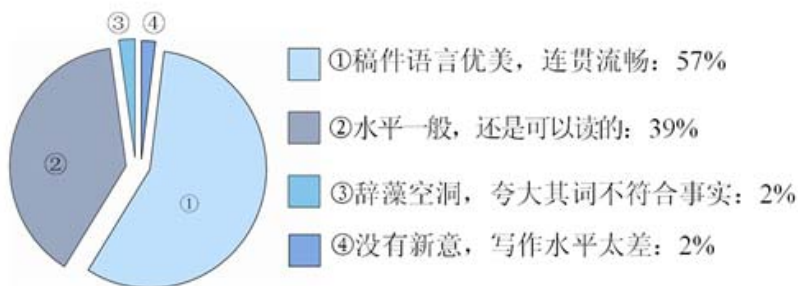 ③ ④
①稿件语言优美，连贯流畅：57%
②水平一般，还是可以读的：39%
②
③辞藻空洞，夸大其词不符合事实：2%
①
④没有新意，写作水平太差：2%